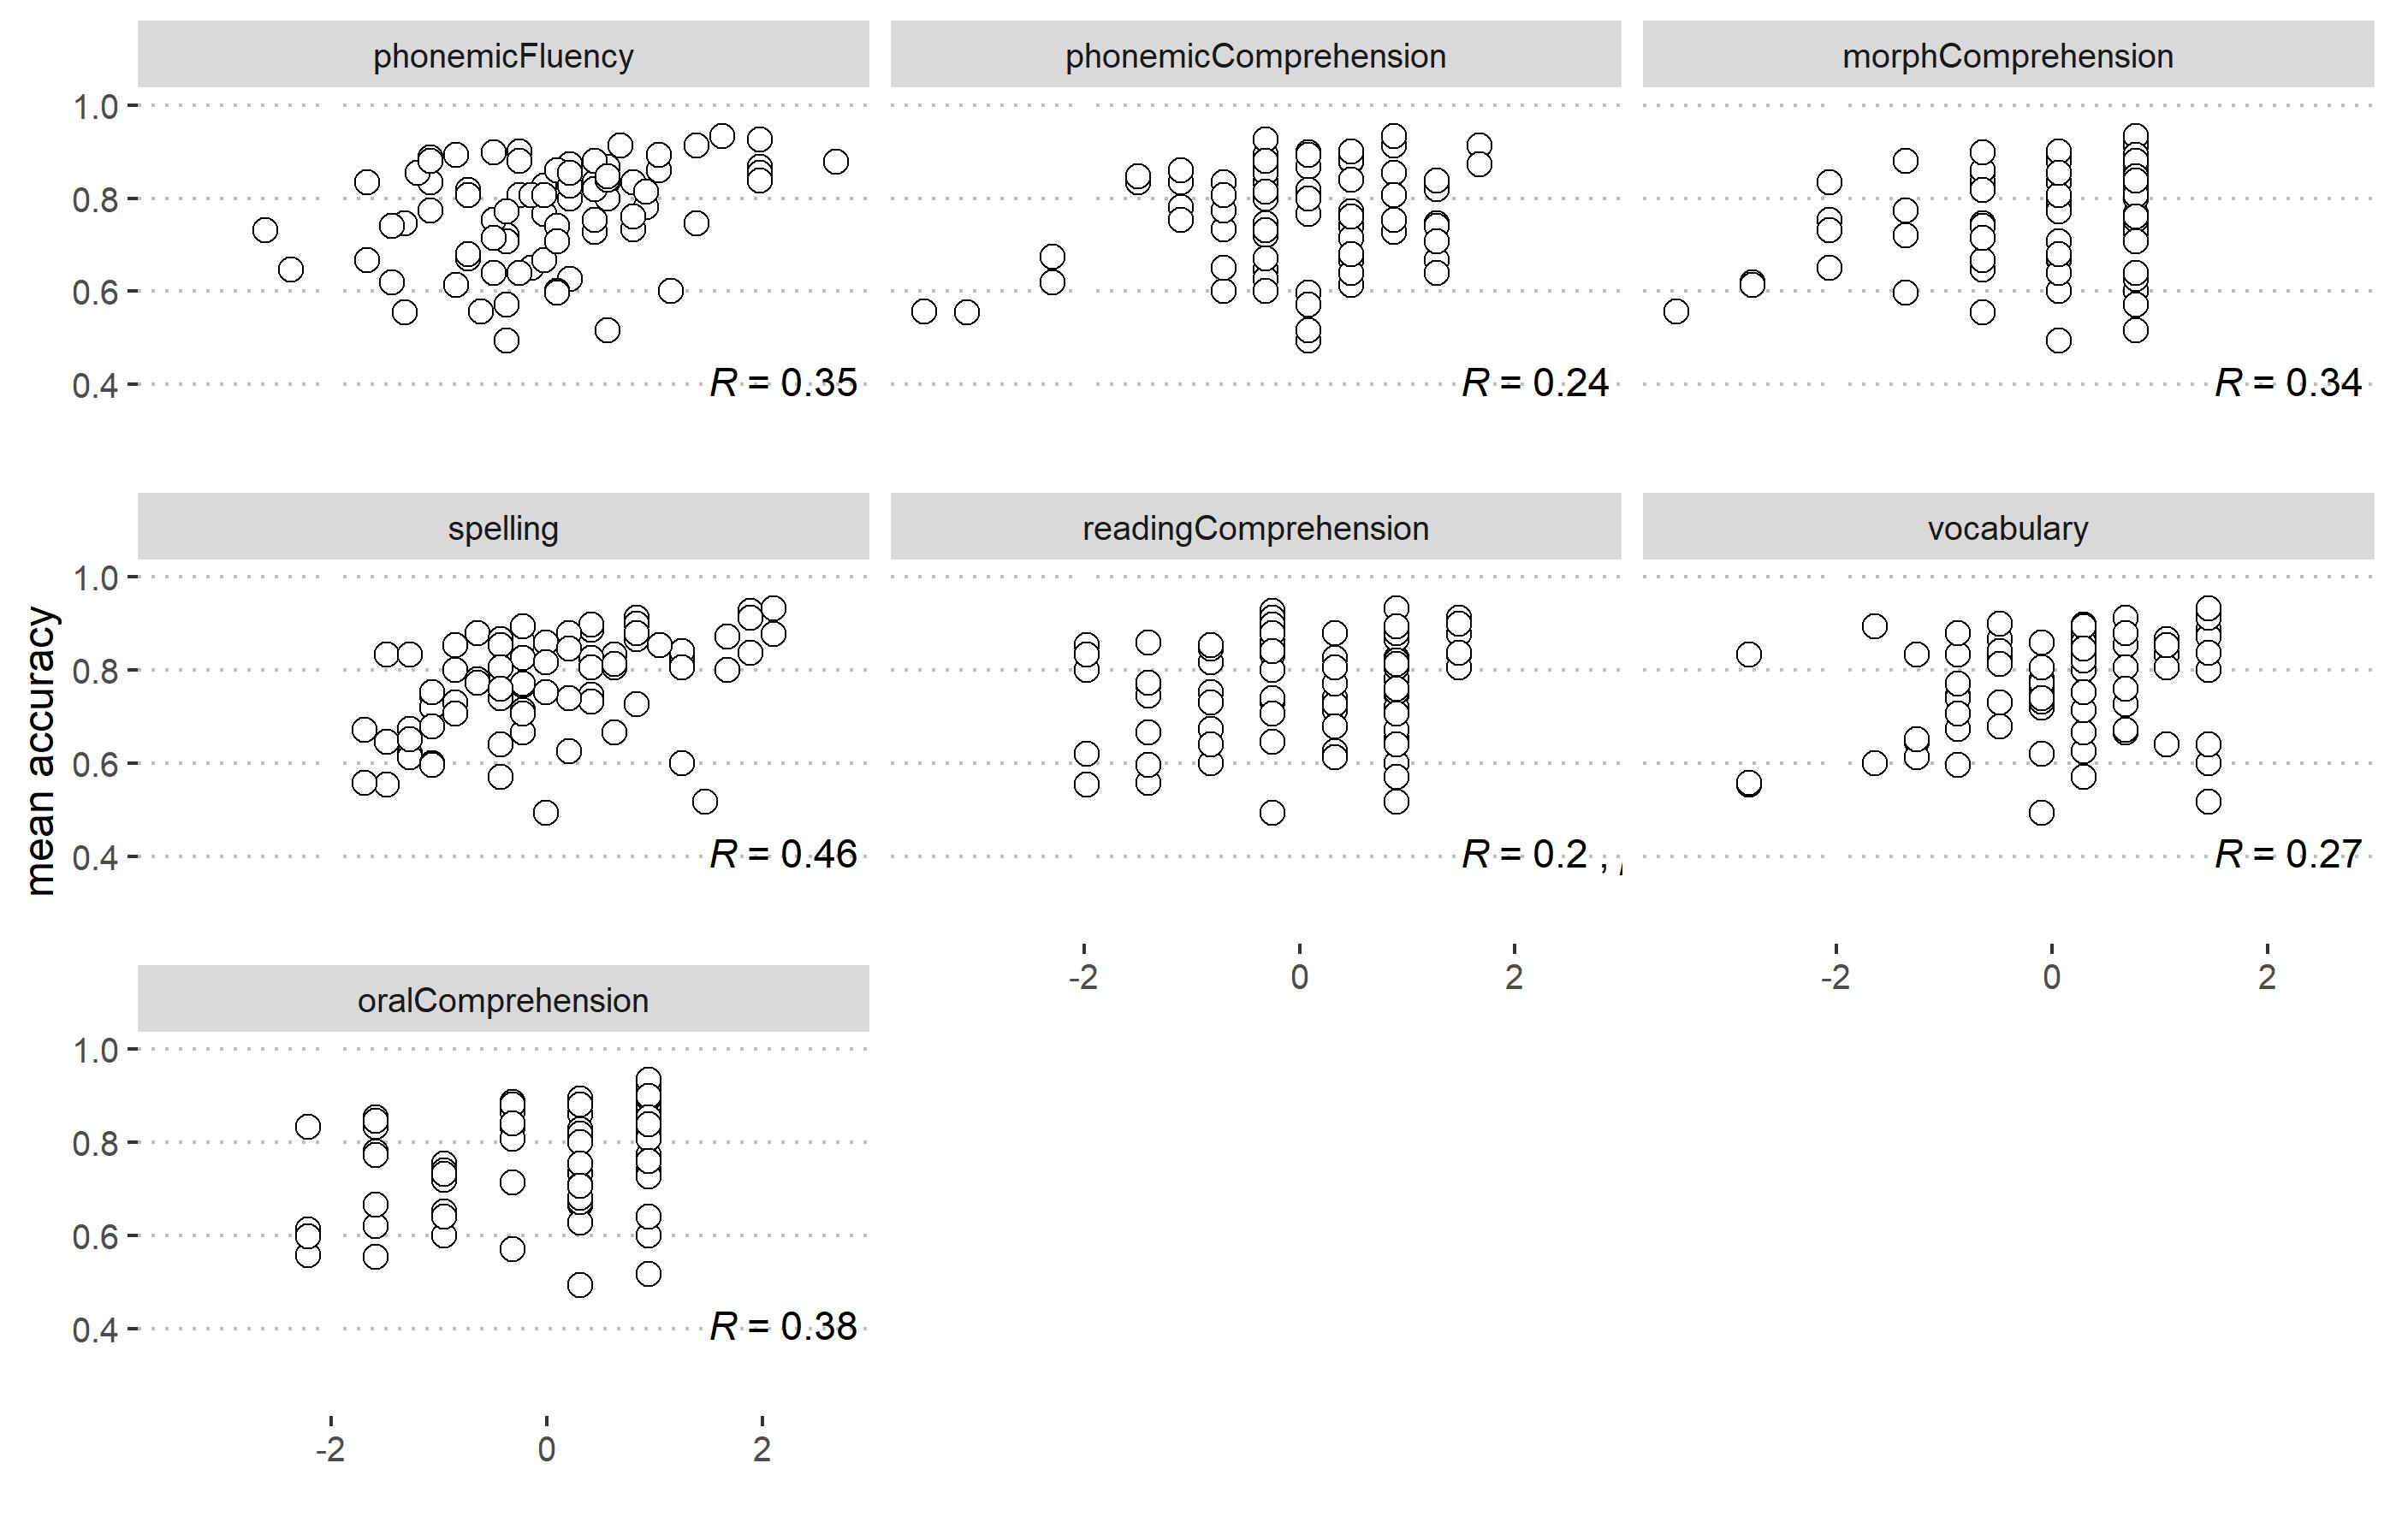 phonemicFluency
phonemicComprehension
morphComprehension
1.0
0.8
0.6
0.4
R = 0.35
R = 0.24
R = 0.34
spelling
readingComprehension
vocabulary
mean accuracy
1.0
0.8
0.6
0.4
R = 0.46
R = 0.2 ,
R = 0.27
-2 0 2
-2 0 2
oralComprehension
1.0
0.8
0.6
0.4
R = 0.38
-2 0 2